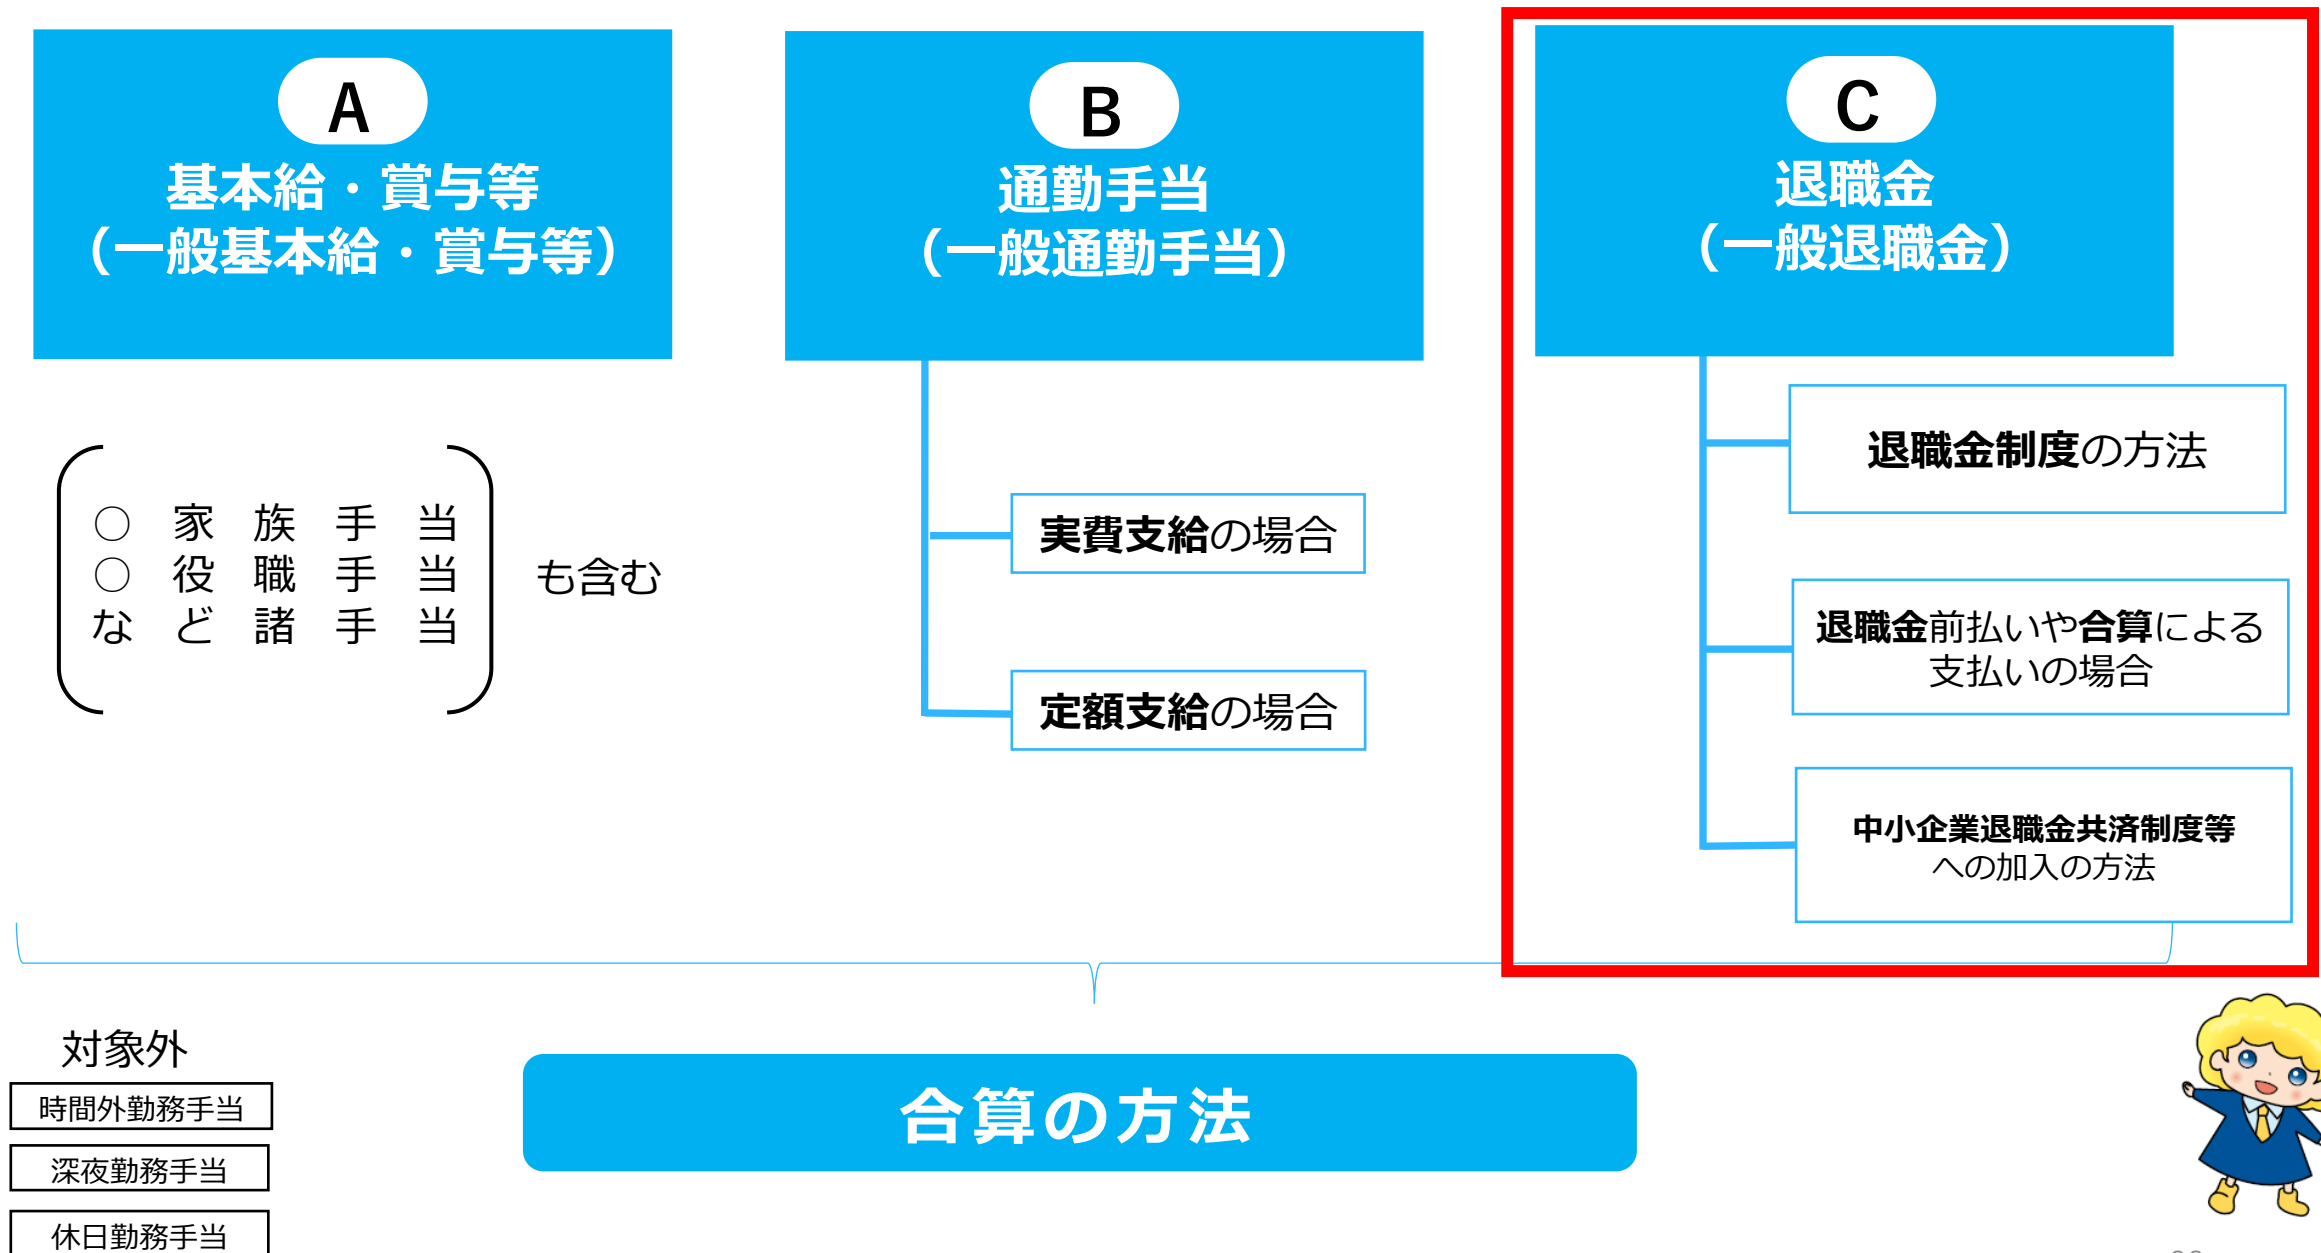 A
基本給・賞与等
（一般基本給・賞与等）
○家族手当
○役職手当
など諸手当
も含む
B
通勤手当
（一般通勤手当）
実費支給の場合
定額支給の場合
C
退職金
（一般退職金）
退職金制度の方法
退職金前払いや合算による
支払いの場合
中小企業退職金共済制度等
への加入の方法
合算の方法
対象外
時間外勤務手当
深夜勤務手当
休日勤務手当